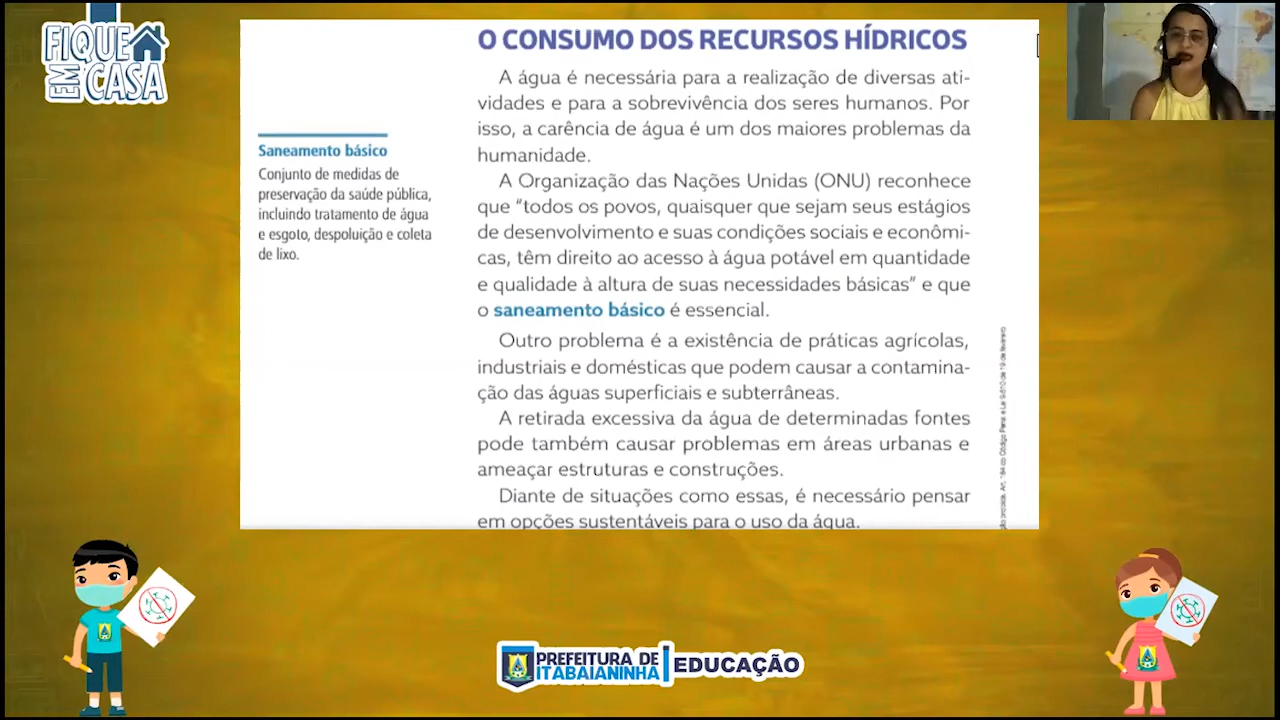 FIQUE
EM
CASA
O CONSUMO DOS RECURSOS HÍDRICOS
A água é necessária para a realização de diversas ati-
vidades e para a sobrevivência dos seres humanos. Por
isso, a carência de água é um dos maiores problemas da
humanidade.
A Organização das Nações Unidas (ONU) reconhece
que “todos os povos, quaisquer que sejam seus estágios
de desenvolvimento e suas condições sociais e econômi-
cas, têm direito ao acesso à água potável em quantidade
e qualidade à altura de suas necessidades básicas” e que
o saneamento básico é essencial.
Outro problema é a existência de práticas agrícolas,
industriais e domésticas que podem causar a contamina-
ção das águas superficiais e subterrâneas.
A retirada excessiva da água de determinadas fontes
pode também causar problemas em áreas urbanas e
ameaçar estruturas e construções.
Diante de situações como essas, é necessário pensar
em opções sustentáveis para o uso da água.
Saneamento básico
Conjunto de medidas de
preservação da saúde pública,
incluindo tratamento de água
e esgoto, despoluição e coleta
de lixo.
PREFEITURA DE
ITABAIANINHA
EDUCAÇÃO